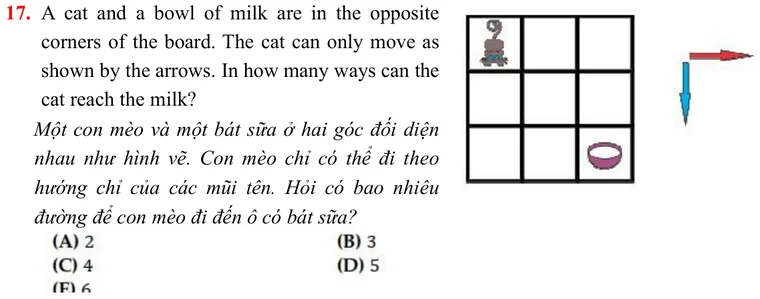 17. A cat and a bowl of milk are in the opposite
corners of the board. The cat can only move as
shown by the arrows. In how many ways can the
cat reach the milk?
Một con mèo và một bát sữa ở hai góc đối diện
nhau như hình vẽ. Con mèo chỉ có thể đi theo
hướng chỉ của các mũi tên. Hỏi có bao nhiêu
đường để con mèo đi đến ô có bát sữa?
(A) 2 (B) 3
(C) 4 (D) 5
(E) 6